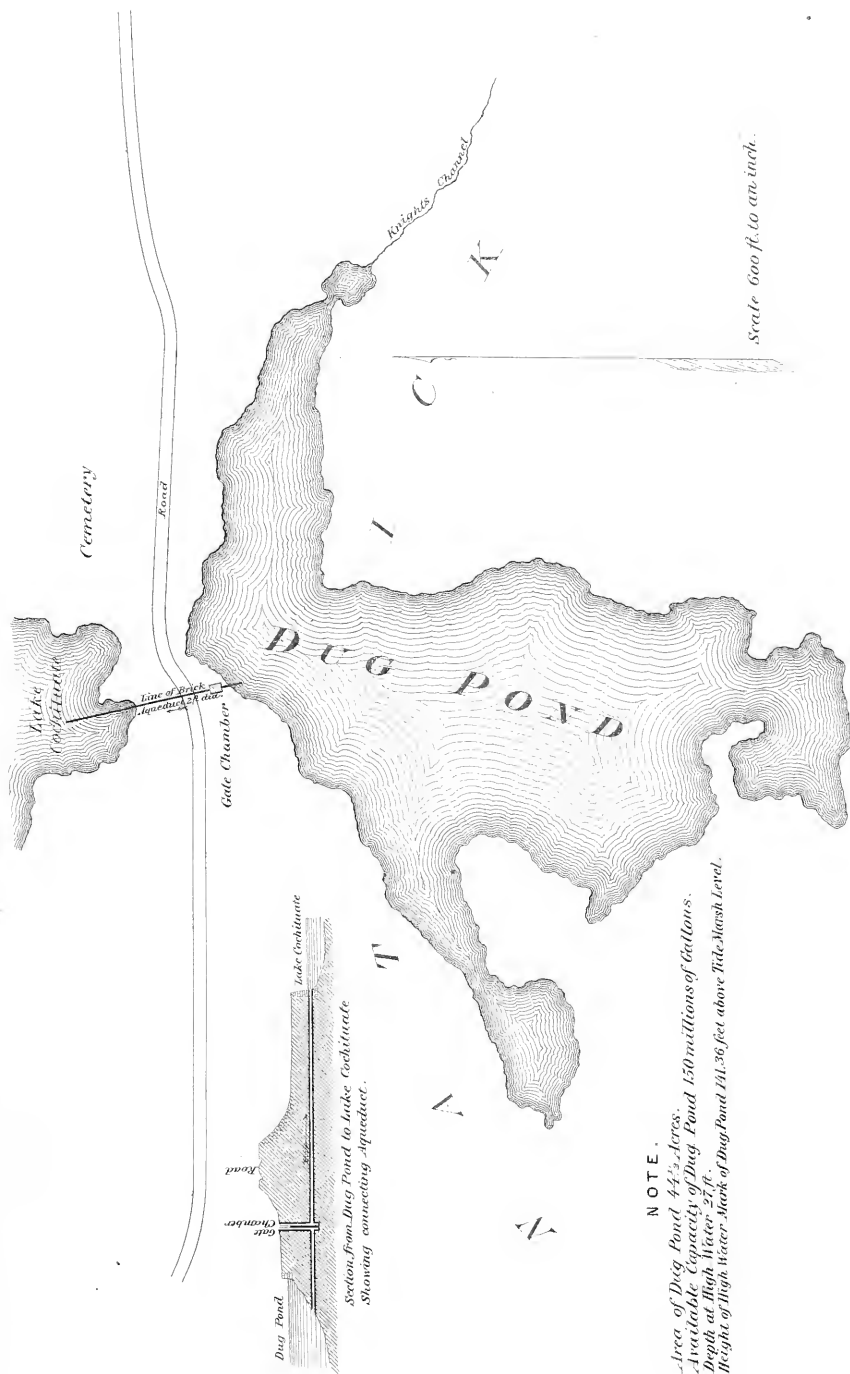 Lake
Cochituate
Cemetery
Road
Line of Brick
Aqueduct 2 ft dia.
Gate Chamber
Knights Channel
DUG POND
NATICK
Dug Pond
Gate
Chamber
Road
Lake Cochituate
Section from Dug Pond to Lake Cochituate
Showing connecting Aqueduct.
NOTE.
Area of Dug Pond 44½ Acres.
Available Capacity of Dug Pond 150 millions of Gallons.
Depth at High Water 27 ft.
Height of High Water Mark of Dug Pond 141.36 feet above Tide Marsh Level.
Scale 600 ft. to an inch.